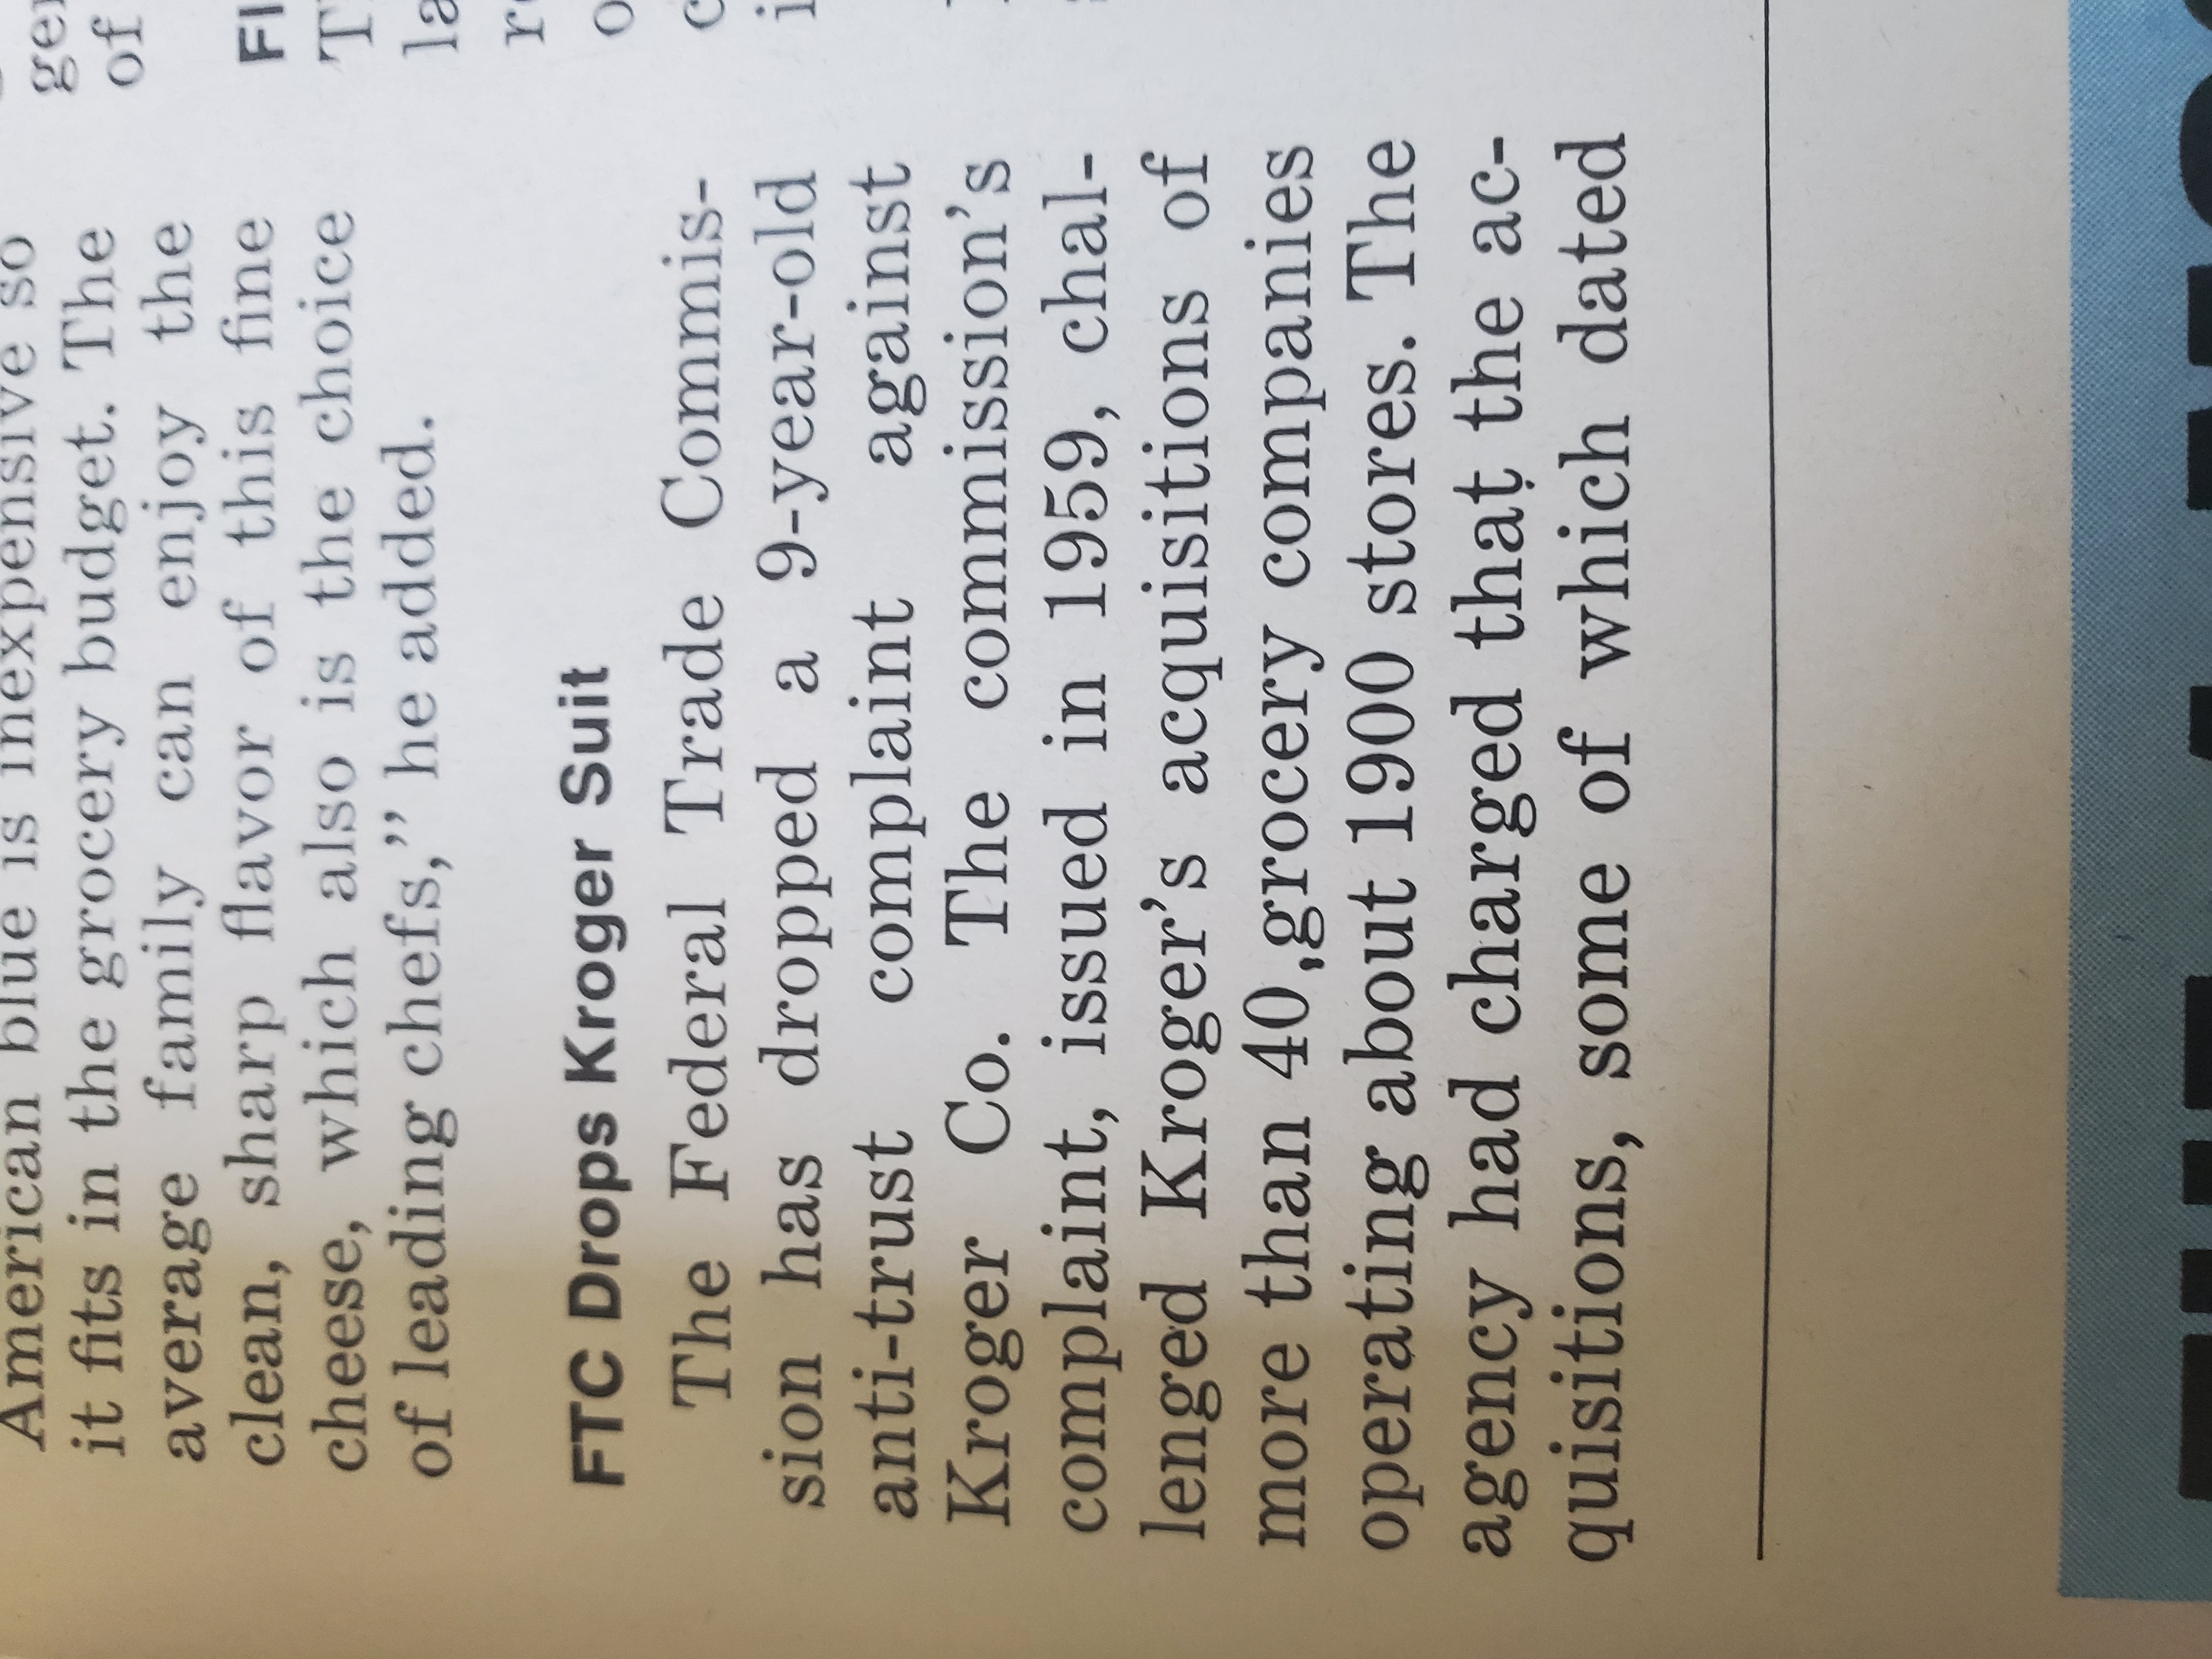 American blue is inexpensive so
it fits in the grocery budget. The
average family can enjoy the
clean, sharp flavor of this fine
cheese, which also is the choice
of leading chefs,” he added.
FTC Drops Kroger Suit
The Federal Trade Commis-
sion has dropped a 9-year-old
anti-trust complaint against
Kroger Co. The commission’s
complaint, issued in 1959, chal-
lenged Kroger’s acquisitions of
more than 40,grocery companies
operating about 1900 stores. The
agency had charged that the ac-
quisitions, some of which dated
of